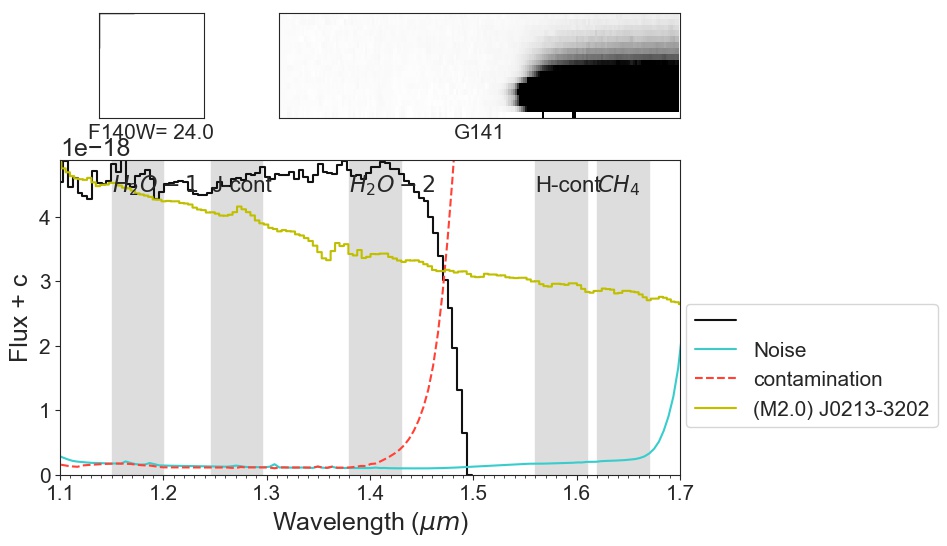 F140W= 24.0
G141
1e−18
H₂O − 1
J-cont
H₂O − 2
H-cont
CH₄
4
3
2
1
0
Flux + c
1.1
1.2
1.3
1.4
1.5
1.6
1.7
Wavelength (μm)
Noise
contamination
(M2.0) J0213-3202